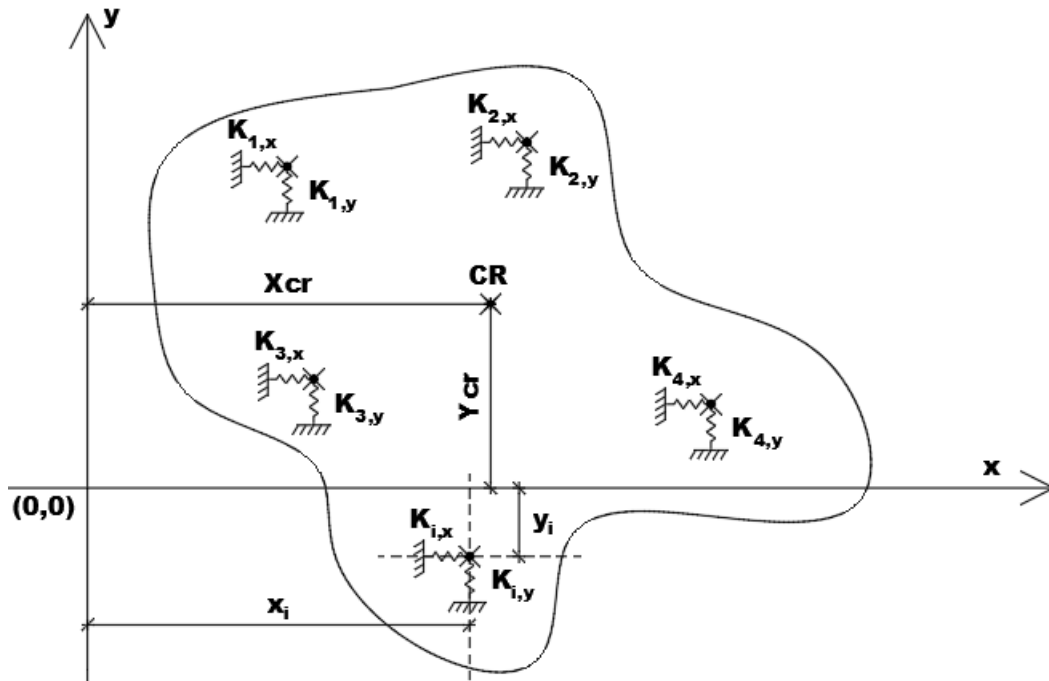 y
K2,x
K1,x
K2,y
K1,y
Xcr
CR
K3,x
K4,x
Ycr
K3,y
K4,y
x
(0,0)
Ki,x
yi
Ki,y
xi